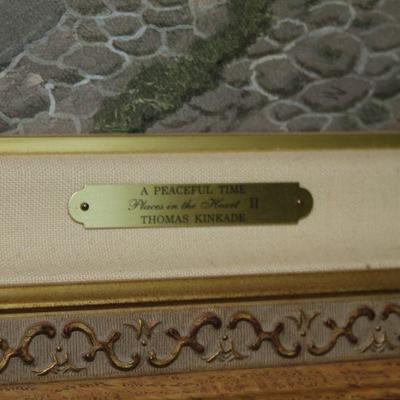 A PEACEFUL TIME
Places in the Heart II
THOMAS KINKADE